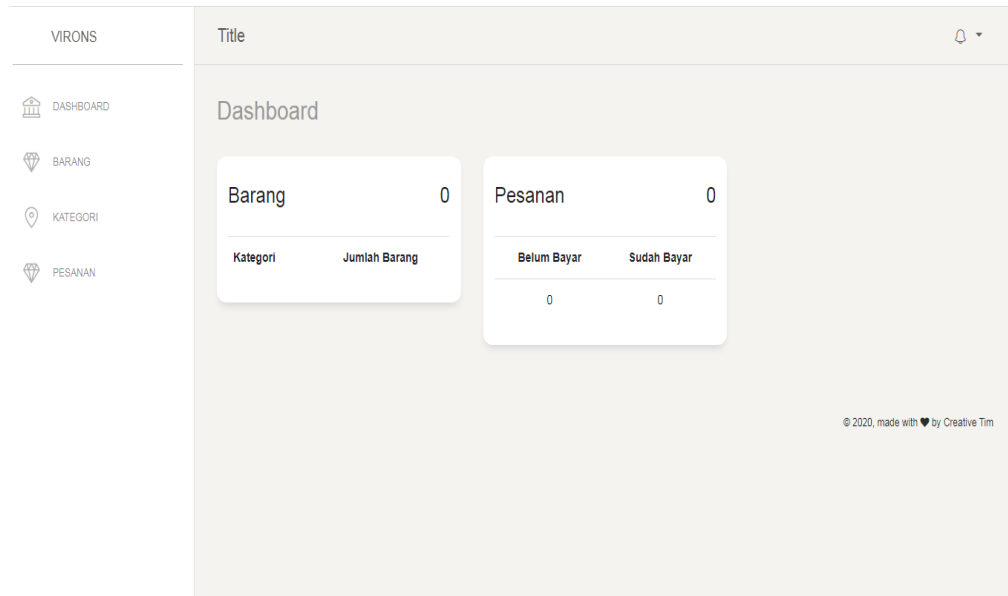 VIRONS
DASHBOARD
BARANG
KATEGORI
PESANAN
Title
Dashboard
Barang 0
Kategori Jumlah Barang
Pesanan 0
Belum Bayar Sudah Bayar
0 0
© 2020, made with ♥ by Creative Tim